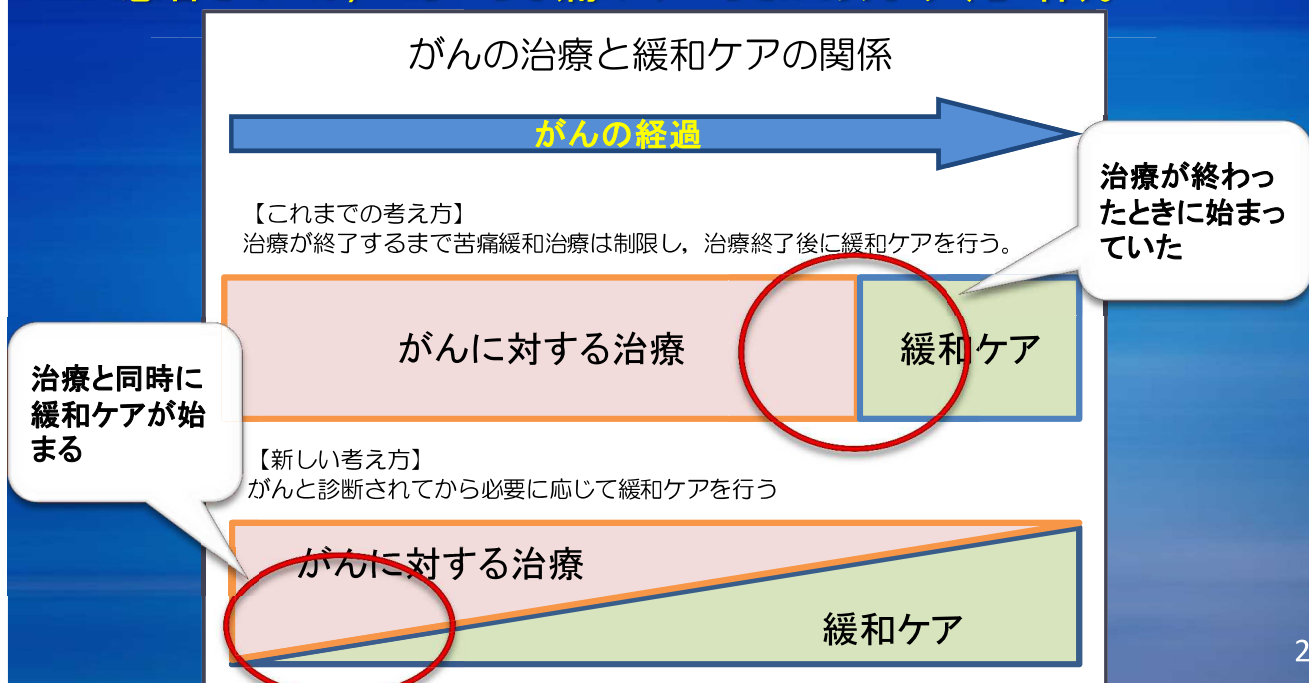 がんの治療と緩和ケアの関係
がんの経過
治療が終わっ
たときに始まっ
ていた
【これまでの考え方】
治療が終了するまで苦痛緩和治療は制限し，治療終了後に緩和ケアを行う。
がんに対する治療
緩和ケア
治療と同時に
緩和ケアが始
まる
【新しい考え方】
がんと診断されてから必要に応じて緩和ケアを行う
がんに対する治療
緩和ケア
2